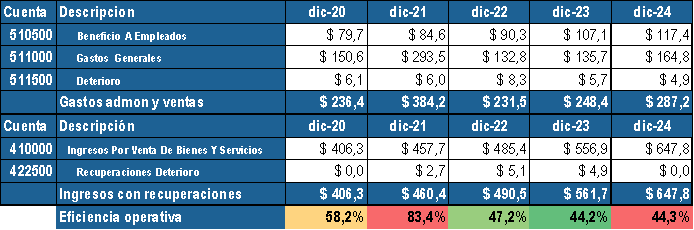 Cuenta Descripcion dic-20 dic-21 dic-22 dic-23 dic-24
510500 Beneficio A Empleados $ 79,7 $ 84,6 $ 90,3 $ 107,1 $ 117,4
511000 Gastos Generales $ 150,6 $ 293,5 $ 132,8 $ 135,7 $ 164,8
511500 Deterioro $ 6,1 $ 6,0 $ 8,3 $ 5,7 $ 4,9
Gastos admon y ventas $ 236,4 $ 384,2 $ 231,5 $ 248,4 $ 287,2
Cuenta Descripción dic-20 dic-21 dic-22 dic-23 dic-24
410000 Ingresos Por Venta De Bienes Y Servicios $ 406,3 $ 457,7 $ 485,4 $ 556,9 $ 647,8
422500 Recuperaciones Deterioro $ 0,0 $ 2,7 $ 5,1 $ 4,9 $ 0,0
Ingresos con recuperaciones $ 406,3 $ 460,4 $ 490,5 $ 561,7 $ 647,8
Eficiencia operativa 58,2% 83,4% 47,2% 44,2% 44,3%